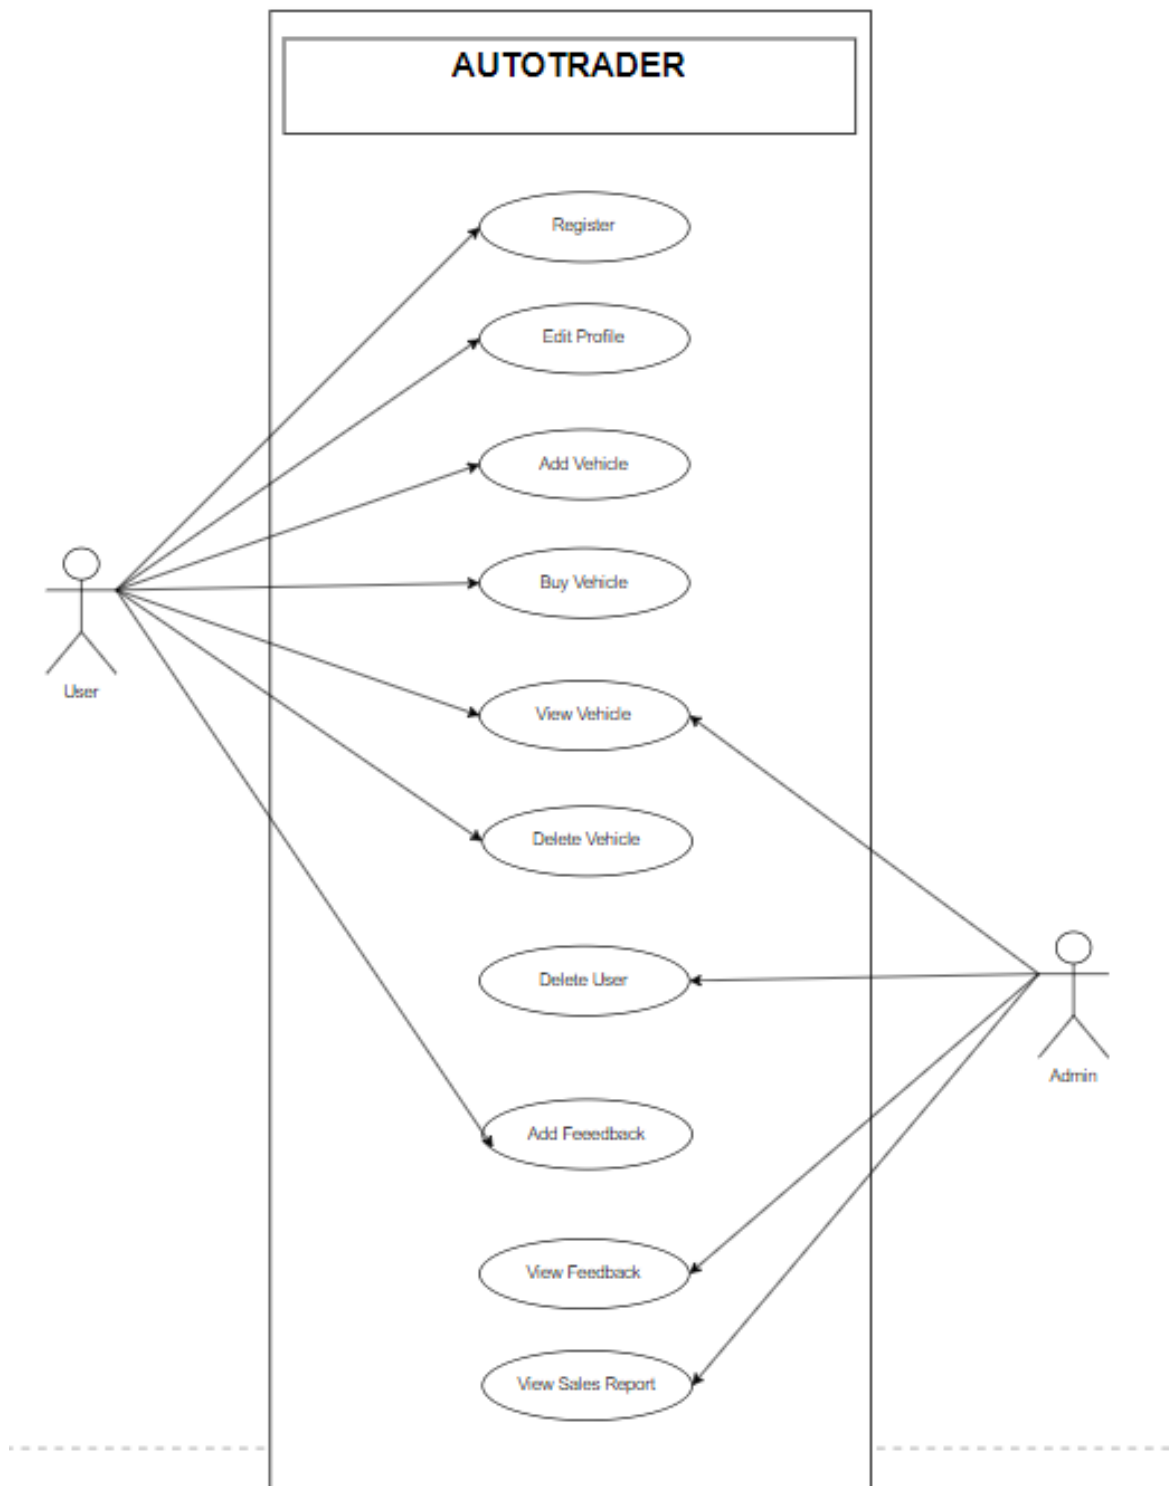 AUTOTRADER
Register
Edit Profile
Add Vehicle
Buy Vehicle
User
View Vehicle
Delete Vehicle
Delete User
Admin
Add Feeedback
View Feedback
View Sales Report